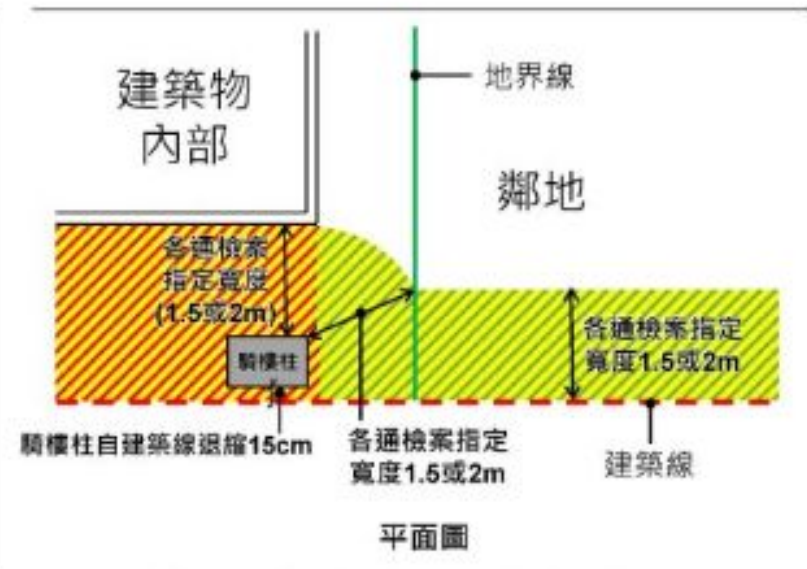 建築物
內部
地界線
鄰地
各通檢案
指定寬度
(1.5或2m)
騎樓柱
各通檢案指定
寬度1.5或2m
騎樓柱自建築線退縮15cm
各通檢案指定
寬度1.5或2m
建築線
平面圖